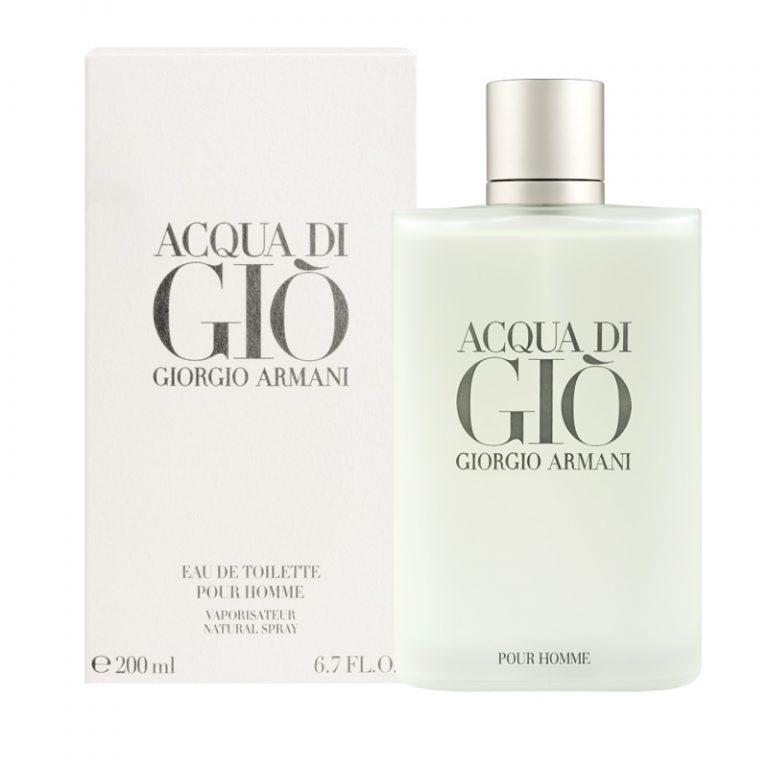 ACQUA DI
GIÒ
GIORGIO ARMANI
EAU DE TOILETTE
POUR HOMME
VAPORISATEUR
NATURAL SPRAY
℮ 200 ml 6.7 FL.O
ACQUA DI
GIÒ
GIORGIO ARMANI
POUR HOMME